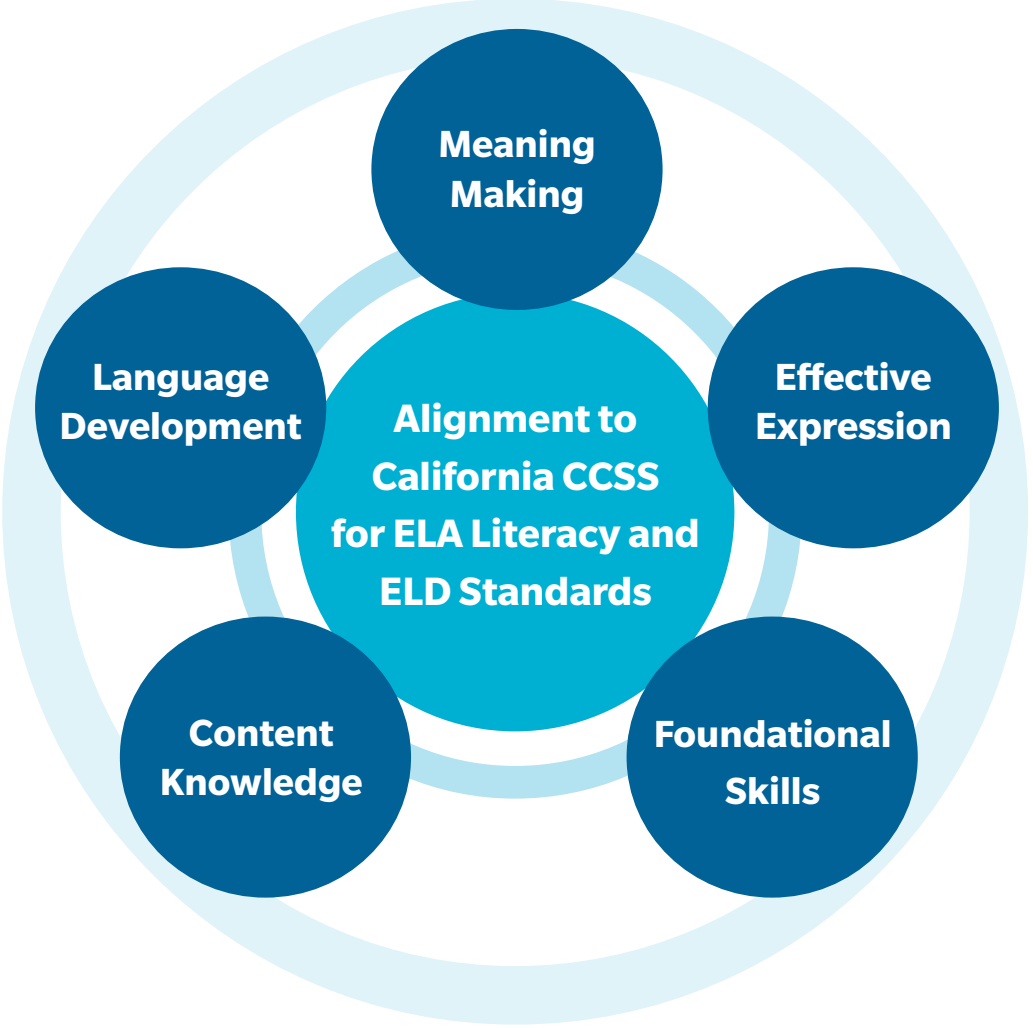 Meaning
Making
Language
Development
Effective
Expression
Alignment to
California CCSS
for ELA Literacy and
ELD Standards
Content
Knowledge
Foundational
Skills